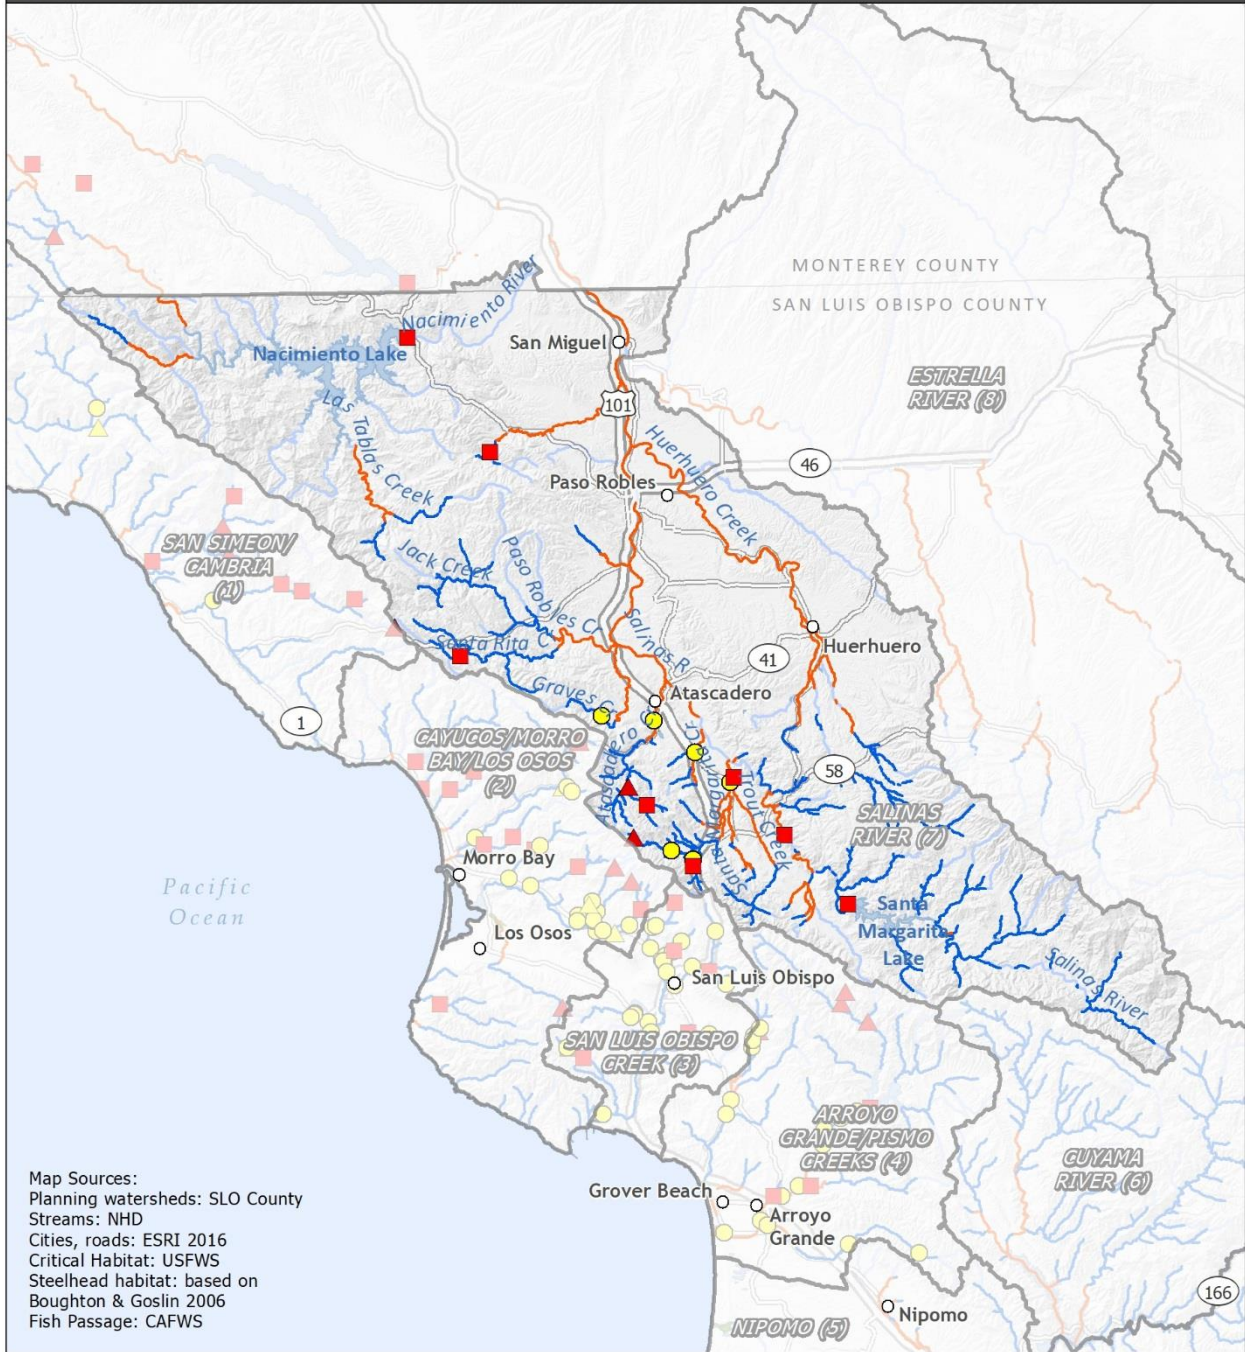 MONTEREY COUNTY
SAN LUIS OBISPO COUNTY
Nacimiento River
San Miguel
Nacimiento Lake
ESTRELLA
RIVER (8)
101
Las Tablas Creek
Huerhuero Creek
46
Paso Robles
SAN SIMEON/
CAMBRIA
(1)
Jack Creek
Paso Robles Cr
Salinas R
Huerhuero
Santa Rita C
41
Atascadero
Graves Cr
1
CAYUCOS/MORRO
BAY/LOS OSOS
(2)
Atascadero C
58
Trout Creek
SALINAS
RIVER (7)
Santa Margarita Cr
Morro Bay
Pacific
Ocean
Santa
Margarita
Lake
Los Osos
San Luis Obispo
Salinas River
SAN LUIS OBISPO
CREEK (3)
ARROYO
GRANDE/PISMO
CREEKS (4)
CUYAMA
RIVER (6)
Grover Beach
Arroyo
Grande
166
Nipomo
NIPOMO (5)
Map Sources:
Planning watersheds: SLO County
Streams: NHD
Cities, roads: ESRI 2016
Critical Habitat: USFWS
Steelhead habitat: based on
Boughton & Goslin 2006
Fish Passage: CAFWS